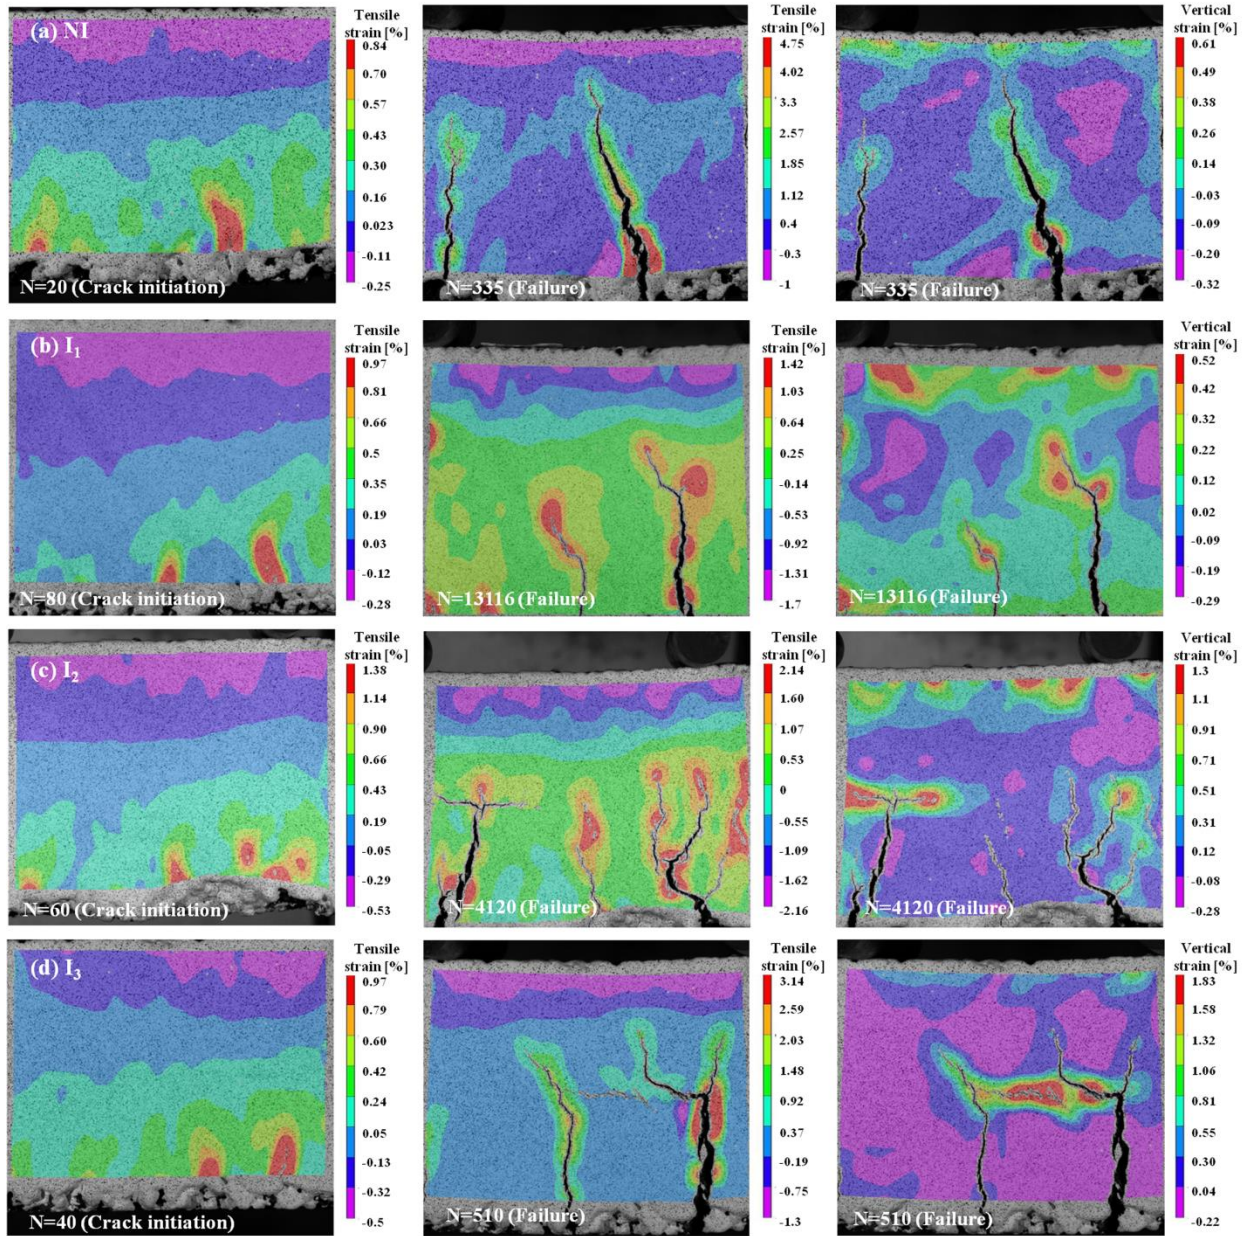 (a) NI
N=20 (Crack initiation)
Tensile
strain [%]
0.84
0.70
0.57
0.43
0.30
0.16
0.023
-0.11
-0.25
N=335 (Failure)
Tensile
strain [%]
4.75
4.02
3.3
2.57
1.85
1.12
0.4
-0.3
-1
N=335 (Failure)
Vertical
strain [%]
0.61
0.49
0.38
0.26
0.14
-0.03
-0.09
-0.20
-0.32
(b) I₁
N=80 (Crack initiation)
Tensile
strain [%]
0.97
0.81
0.66
0.5
0.35
0.19
0.03
-0.12
-0.28
N=13116 (Failure)
Tensile
strain [%]
1.42
1.03
0.64
0.25
-0.14
-0.53
-0.92
-1.31
-1.7
N=13116 (Failure)
Vertical
strain [%]
0.52
0.42
0.32
0.22
0.12
0.02
-0.09
-0.19
-0.29
(c) I₂
N=60 (Crack initiation)
Tensile
strain [%]
1.38
1.14
0.90
0.66
0.43
0.19
-0.05
-0.29
-0.53
N=4120 (Failure)
Tensile
strain [%]
2.14
1.60
1.07
0.53
0
-0.55
-1.09
-1.62
-2.16
N=4120 (Failure)
Vertical
strain [%]
1.3
1.1
0.91
0.71
0.51
0.31
0.12
-0.08
-0.28
(d) I₃
N=40 (Crack initiation)
Tensile
strain [%]
0.97
0.79
0.60
0.42
0.24
0.05
-0.13
-0.32
-0.5
N=510 (Failure)
Tensile
strain [%]
3.14
2.59
2.03
1.48
0.92
0.37
-0.19
-0.75
-1.3
N=510 (Failure)
Vertical
strain [%]
1.83
1.58
1.32
1.06
0.81
0.55
0.30
0.04
-0.22